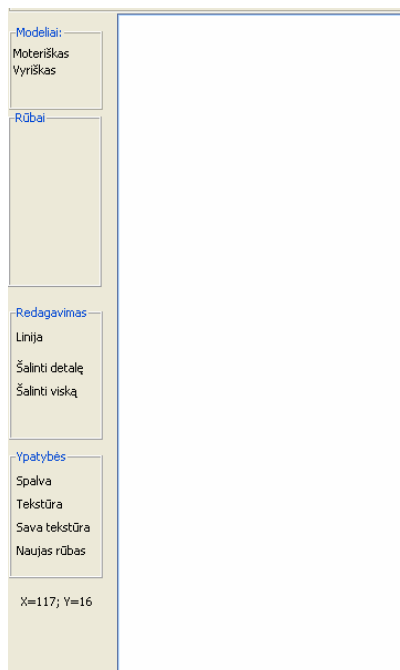 Modeliai:
Moteriškas
Vyriškas
Rūbai
Redagavimas
Linija
Šalinti detalę
Šalinti viską
Ypatybės
Spalva
Tekstūra
Sava tekstūra
Naujas rūbas
X=117; Y=16